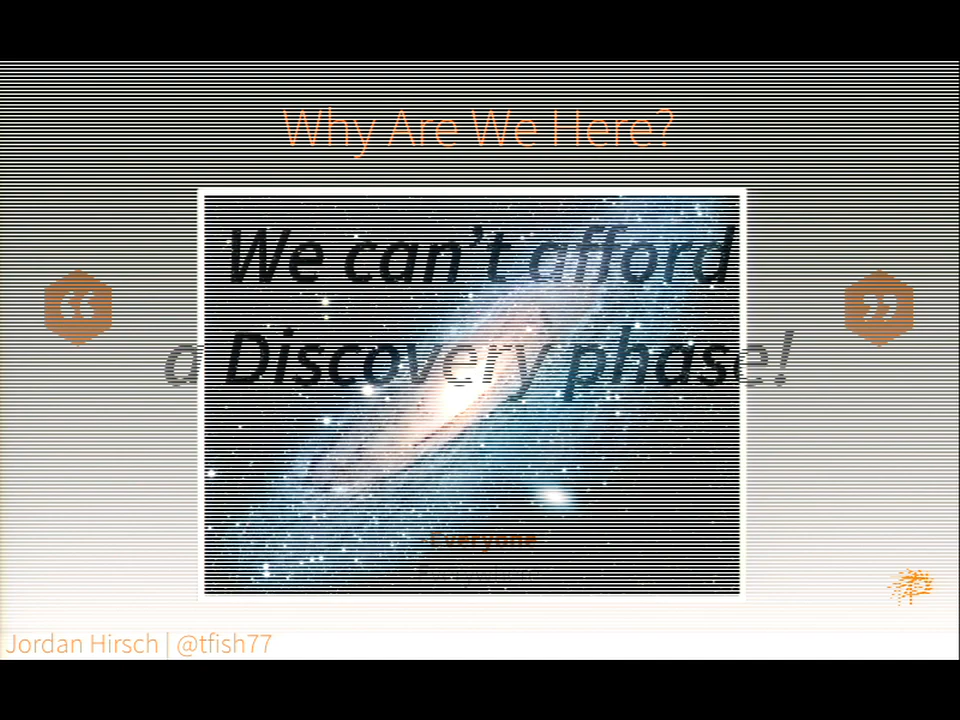 Why Are We Here?
“
We can’t afford
a Discovery phase!
”
-Everyone
Jordan Hirsch | @tfish77